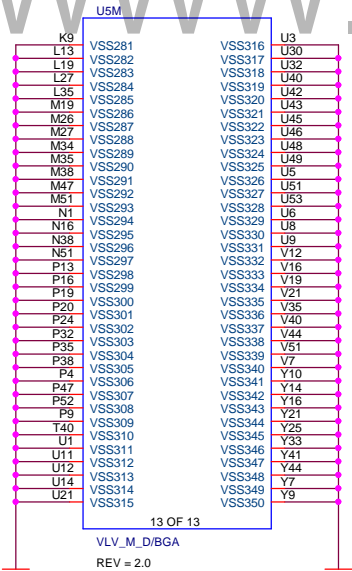 U5M
K9 VSS281 VSS316 U3
L13 VSS282 VSS317 U30
L19 VSS283 VSS318 U32
L27 VSS284 VSS319 U40
L35 VSS285 VSS320 U42
M19 VSS286 VSS321 U43
M26 VSS287 VSS322 U45
M27 VSS288 VSS323 U46
M34 VSS289 VSS324 U48
M35 VSS290 VSS325 U49
M38 VSS291 VSS326 U5
M47 VSS292 VSS327 U51
M51 VSS293 VSS328 U53
N1 VSS294 VSS329 U6
N16 VSS295 VSS330 U8
N38 VSS296 VSS331 U9
N51 VSS297 VSS332 V12
P13 VSS298 VSS333 V16
P16 VSS299 VSS334 V19
P19 VSS300 VSS335 V21
P20 VSS301 VSS336 V35
P24 VSS302 VSS337 V40
P32 VSS303 VSS338 V44
P35 VSS304 VSS339 V51
P38 VSS305 VSS340 V7
P4 VSS306 VSS341 Y10
P47 VSS307 VSS342 Y14
P52 VSS308 VSS343 Y16
P9 VSS309 VSS344 Y21
T40 VSS310 VSS345 Y25
U1 VSS311 VSS346 Y33
U11 VSS312 VSS347 Y41
U12 VSS313 VSS348 Y44
U14 VSS314 VSS349 Y7
U21 VSS315 VSS350 Y9
13 OF 13
VLV_M_D/BGA
REV = 2.0